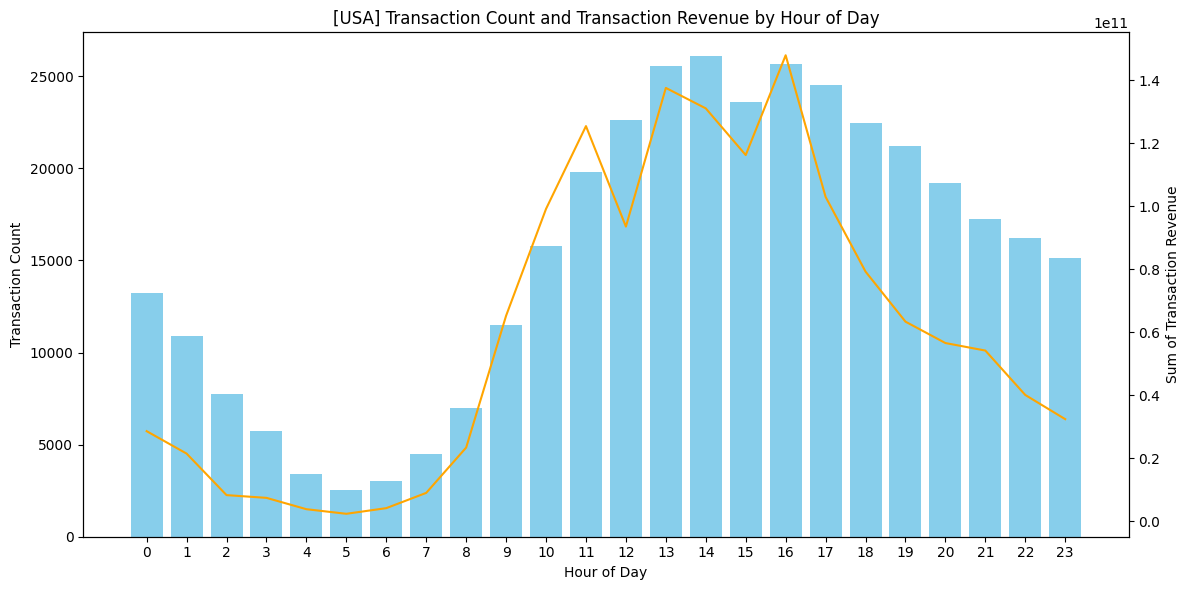 [USA] Transaction Count and Transaction Revenue by Hour of Day
1e11
25000
20000
15000
10000
5000
0
Transaction Count
1.4
1.2
1.0
0.8
0.6
0.4
0.2
0.0
Sum of Transaction Revenue
0 1 2 3 4 5 6 7 8 9 10 11 12 13 14 15 16 17 18 19 20 21 22 23
Hour of Day